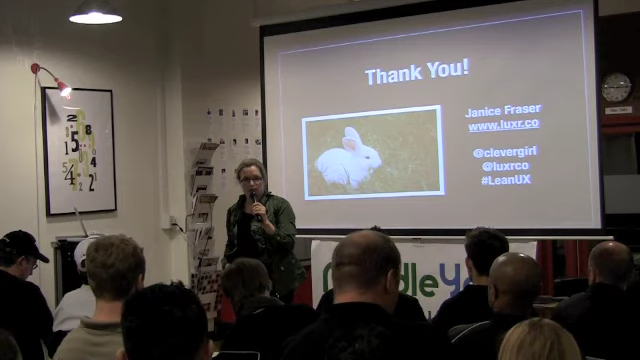 Thank You!
Janice Fraser
www.luxr.co
@clevergirl
@luxrco
#LeanUX